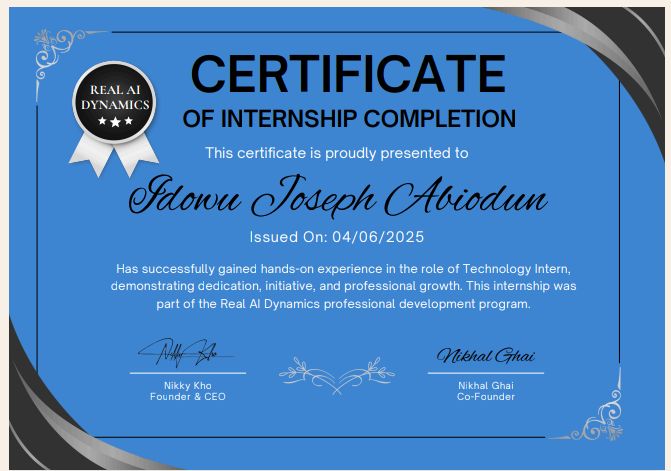 REAL AI
DYNAMICS
CERTIFICATE
OF INTERNSHIP COMPLETION
This certificate is proudly presented to
Idowu Joseph Abiodun
Issued On: 04/06/2025
Has successfully gained hands-on experience in the role of Technology Intern,
demonstrating dedication, initiative, and professional growth. This internship was
part of the Real AI Dynamics professional development program.
Nikky Kho
Nikky Kho
Founder & CEO
Nikhal Ghai
Nikhal Ghai
Co-Founder